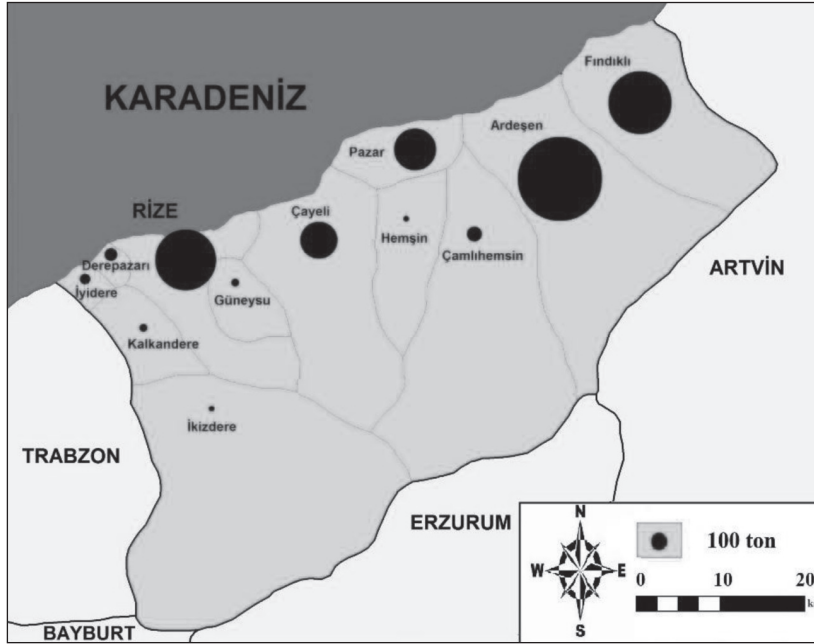 KARADENİZ
Fındıklı
Ardeşen
Pazar
RİZE
Çayeli
Hemşin
Çamlıhemsin
Derepazarı
İyidere
Güneysu
Kalkandere
ARTVİN
İkizdere
TRABZON
ERZURUM
BAYBURT
N
W E
S
100 ton
0 10 20
k